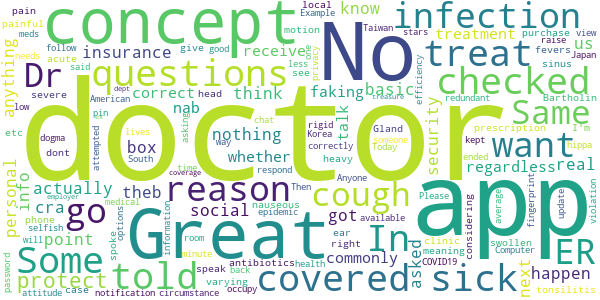 pain
painful
meds
anything
Dr
severe
low
etc
personal
info
selfish
password
attitude
Some
concept
insurance
questions
correct
nab
box
theb
cra
actually
point
protect
notification
needs
acute
said
follow
American
pin
dogma
dont
attempted
South
phone
will
case
employer
lives
dept
Great
doctor
give
good
head
receive
think
nothing
reason
go
social
told
local
Example
Taiwan
stars
motion
see
less
privacy
one
basic
faking
rigid
Korea
correctly
heavy
talk
whether
cough
got
In
covered
No
know
us
infection
treatment
treat
checked
Same
want
ER
sick
app
security
regardless
real
commonly
asked
happen
next
purchase
view
raise
fevers
Japan
sinus
efficiency
redundant
Bartholin
Gland
I'm
someone
Today
prescription
kept
hippa
ended
violation
fingerprint
update
average
available
Please
clinic
considering
meaning
Computer
swollen
tonsilitis
COVID19
Anyone
Then
respond
way
chat
treasure
asking
time
coverage
medical
options
spoke
information
epidemic
nauseous
room
ear
right
minute
speak
back
antibiotics
health
varying
occupy
circumstance